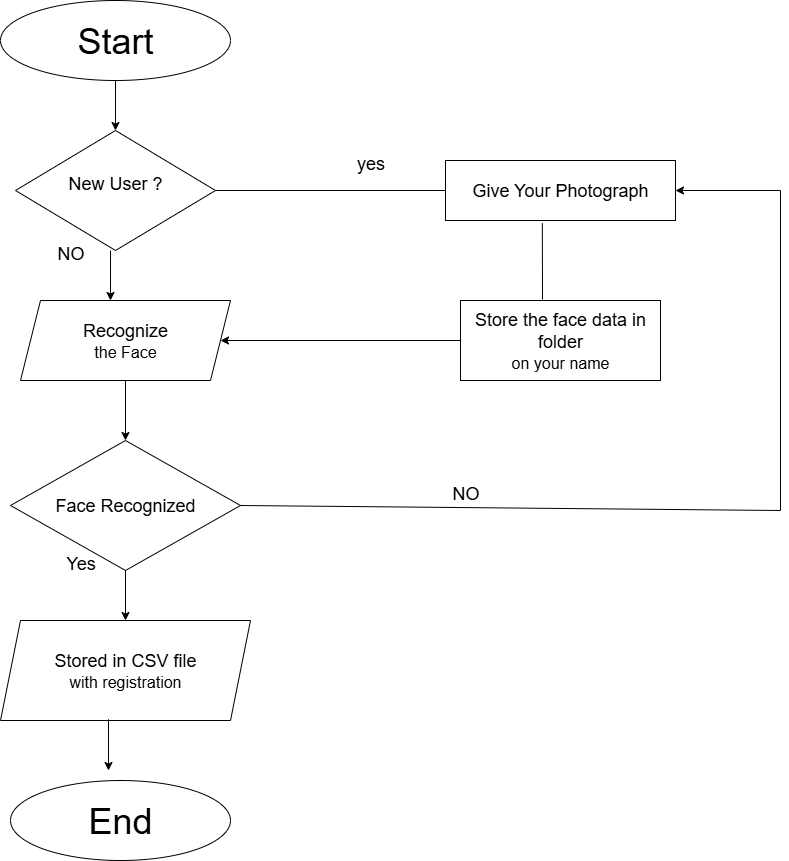 Start
New User ?
yes
Give Your Photograph
NO
Recognize
the Face
Store the face data in
folder
on your name
Face Recognized
NO
Yes
Stored in CSV file
with registration
End